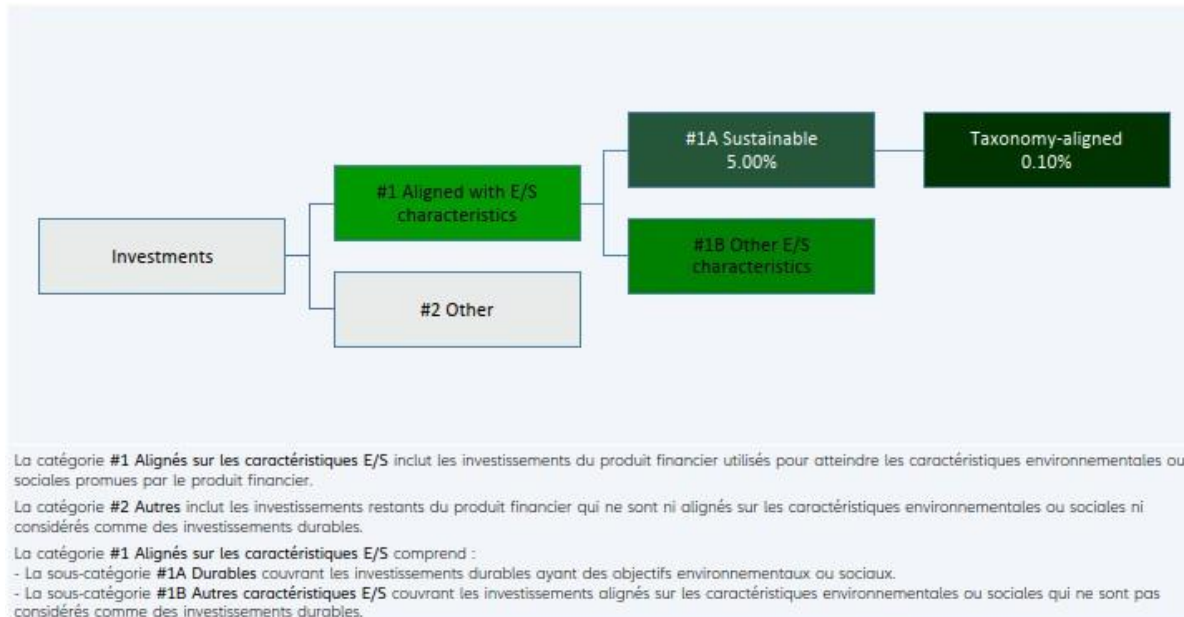 #1A Sustainable
5.00%
Taxonomy-aligned
0.10%
#1 Aligned with E/S
characteristics
Investments
#1B Other E/S
characteristics
#2 Other
La catégorie #1 Alignés sur les caractéristiques E/S inclut les investissements du produit financier utilisés pour atteindre les caractéristiques environnementales ou
sociales promues par le produit financier.
La catégorie #2 Autres inclut les investissements restants du produit financier qui ne sont ni alignés sur les caractéristiques environnementales ou sociales ni
considérés comme des investissements durables.
La catégorie #1 Alignés sur les caractéristiques E/S comprend :
- La sous-catégorie #1A Durables couvrant les investissements durables ayant des objectifs environnementaux ou sociaux.
- La sous-catégorie #1B Autres caractéristiques E/S couvrant les investissements alignés sur les caractéristiques environnementales ou sociales qui ne sont pas
considérés comme des investissements durables.